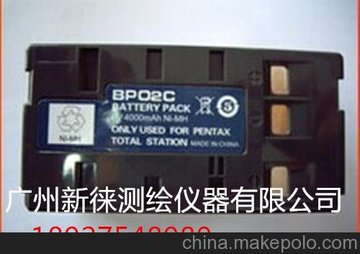 BP02C
BATTERY PACK
4000mAh Ni-MH
ONLY USED FOR PENTAX
TOTAL STATION
MADE IN CHINA
Ni-MH
5
广州新徕测绘仪器有限公司
china.makepolo.com